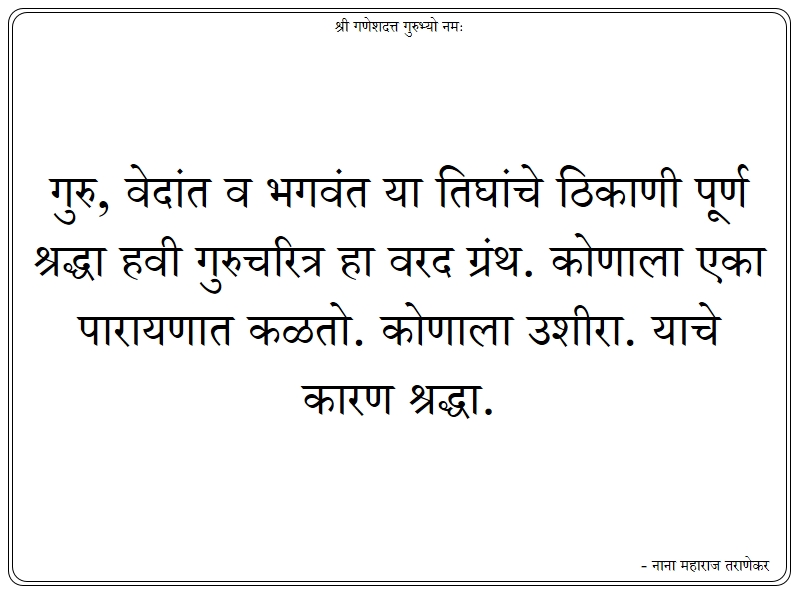 श्री गणेशदत्त गुरुभ्यो नमः
गुरु, वेदांत व भगवंत या तिघांचे ठिकाणी पूर्ण
श्रद्धा हवी गुरुचरित्र हा वरद ग्रंथ. कोणाला एका
पारायणात कळतो. कोणाला उशीरा. याचे
कारण श्रद्धा.
- नाना महाराज तराणेकर